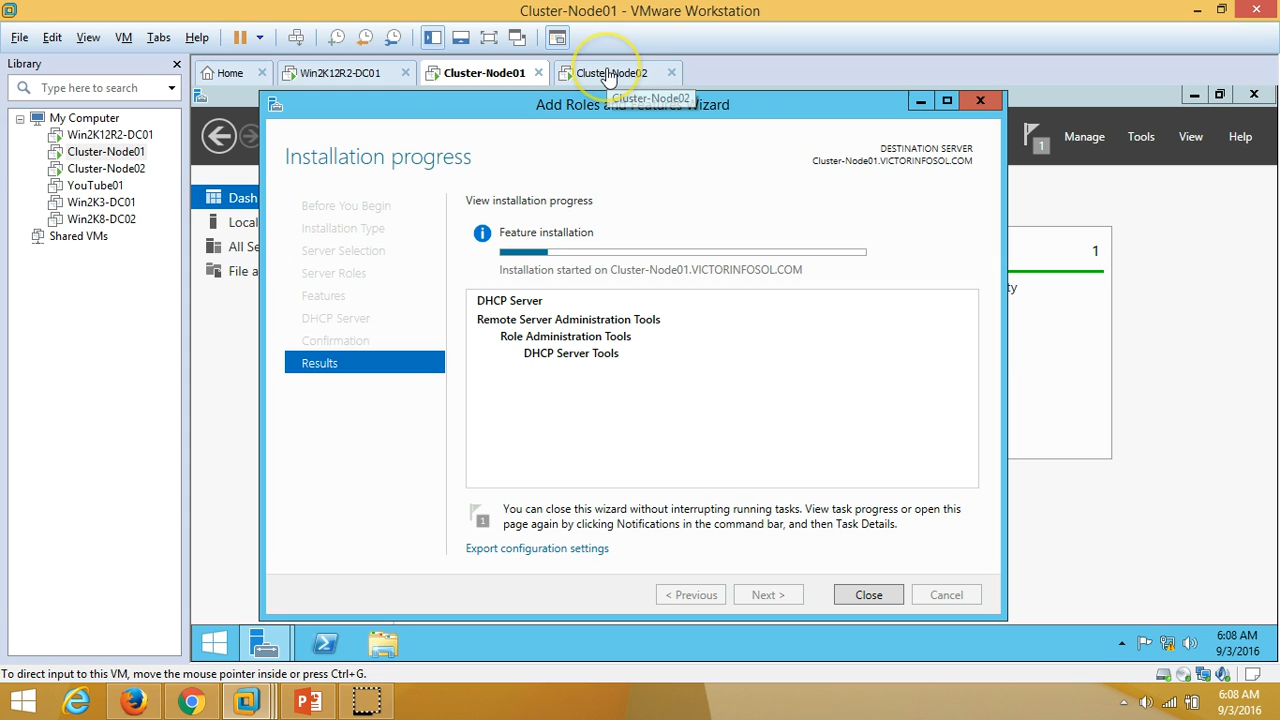 Cluster-Node01 - VMware Workstation
File Edit View VM Tabs Help
Library
Type here to search
My Computer
Win2K12R2-DC01
Cluster-Node01
Cluster-Node02
YouTube01
Win2K3-DC01
Win2K8-DC02
Shared VMs
Home Win2K12R2-DC01 Cluster-Node01 Cluster-Node02
Cluster-Node02
Add Roles and Features Wizard
1 Manage Tools View Help
Installation progress
DESTINATION SERVER
Cluster-Node01.VICTORINFOSOL.COM
Dash
Local
All Se
File a
Before You Begin
Installation Type
Server Selection
Server Roles
Features
DHCP Server
Confirmation
Results
View installation progress
Feature installation
Installation started on Cluster-Node01.VICTORINFOSOL.COM
DHCP Server
Remote Server Administration Tools
Role Administration Tools
DHCP Server Tools
1
ty
1
You can close this wizard without interrupting running tasks. View task progress or open this
page again by clicking Notifications in the command bar, and then Task Details.
Export configuration settings
< Previous Next > Close Cancel
6:08 AM
9/3/2016
To direct input to this VM, move the mouse pointer inside or press Ctrl+G.
6:08 AM
9/3/2016